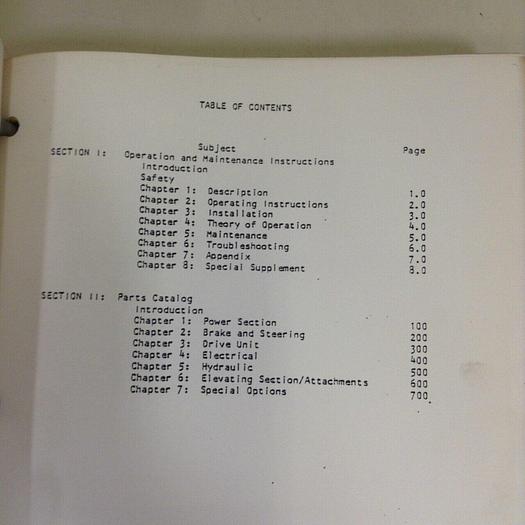 TABLE OF CONTENTS
Subject Page
SECTION I: Operation and Maintenance Instructions
Introduction
Safety
Chapter 1: Description 1.0
Chapter 2: Operating Instructions 2.0
Chapter 3: Installation 3.0
Chapter 4: Theory of Operation 4.0
Chapter 5: Maintenance 5.0
Chapter 6: Troubleshooting 6.0
Chapter 7: Appendix 7.0
Chapter 8: Special Supplement 8.0
SECTION II: Parts Catalog
Introduction
Chapter 1: Power Section 100
Chapter 2: Brake and Steering 200
Chapter 3: Drive Unit 300
Chapter 4: Electrical 400
Chapter 5: Hydraulic 500
Chapter 6: Elevating Section/Attachments 600
Chapter 7: Special Options 700